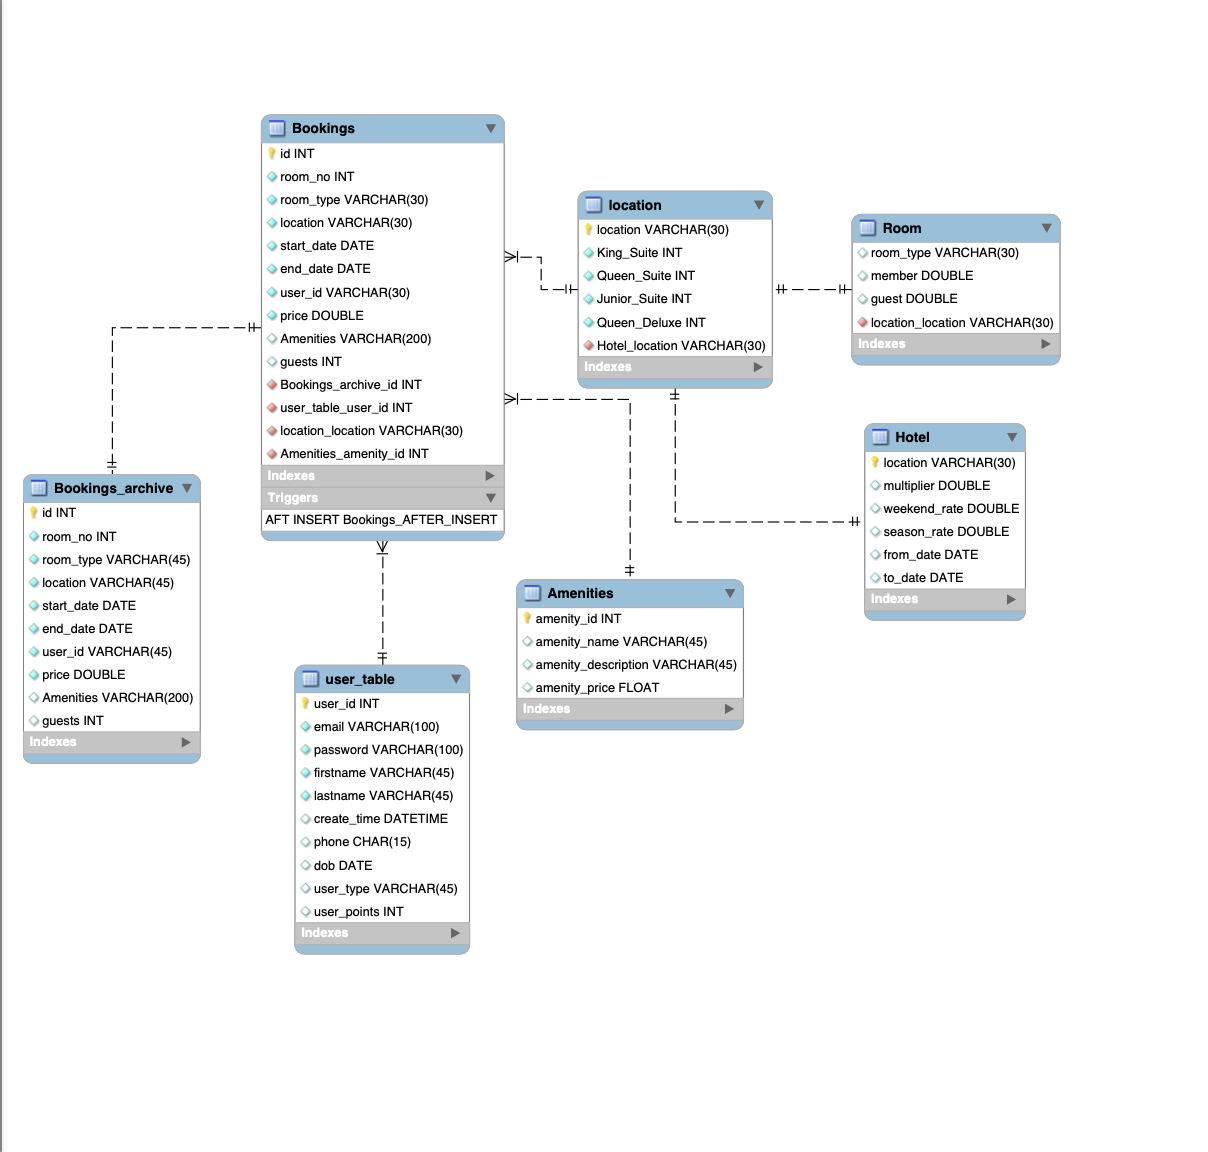 Bookings
id INT
room_no INT
room_type VARCHAR(30)
location VARCHAR(30)
start_date DATE
end_date DATE
user_id VARCHAR(30)
price DOUBLE
Amenities VARCHAR(200)
guests INT
Bookings_archive_id INT
user_table_user_id INT
location_location VARCHAR(30)
Amenities_amenity_id INT
Indexes
Triggers
AFT INSERT Bookings_AFTER_INSERT
location
location VARCHAR(30)
King_Suite INT
Queen_Suite INT
Junior_Suite INT
Queen_Deluxe INT
Hotel_location VARCHAR(30)
Indexes
Room
room_type VARCHAR(30)
member DOUBLE
guest DOUBLE
location_location VARCHAR(30)
Indexes
Hotel
location VARCHAR(30)
multiplier DOUBLE
weekend_rate DOUBLE
season_rate DOUBLE
from_date DATE
to_date DATE
Indexes
Bookings_archive
id INT
room_no INT
room_type VARCHAR(45)
location VARCHAR(45)
start_date DATE
end_date DATE
user_id VARCHAR(45)
price DOUBLE
Amenities VARCHAR(200)
guests INT
Indexes
Amenities
amenity_id INT
amenity_name VARCHAR(45)
amenity_description VARCHAR(45)
amenity_price FLOAT
Indexes
user_table
user_id INT
email VARCHAR(100)
password VARCHAR(100)
firstname VARCHAR(45)
lastname VARCHAR(45)
create_time DATETIME
phone CHAR(15)
dob DATE
user_type VARCHAR(45)
user_points INT
Indexes